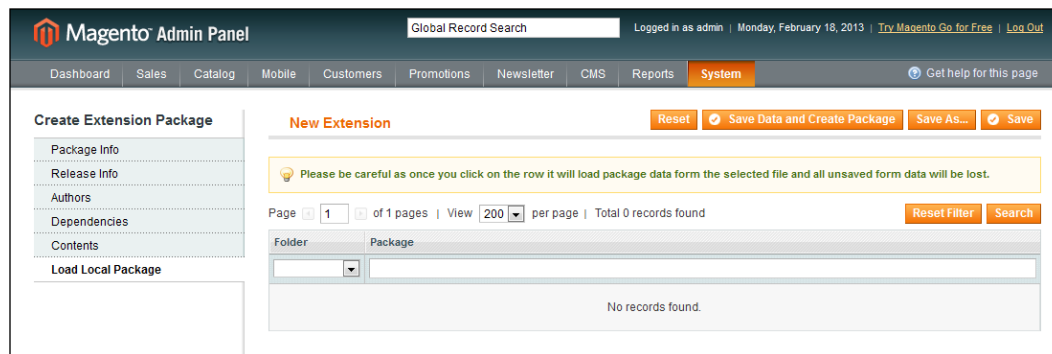 Magento Admin Panel
Global Record Search
Logged in as admin | Monday, February 18, 2013 | Try Magento Go for Free | Log Out
Dashboard Sales Catalog Mobile Customers Promotions Newsletter CMS Reports System Get help for this page
Create Extension Package
Package Info
Release Info
Authors
Dependencies
Contents
Load Local Package
New Extension
Reset Save Data and Create Package Save As... Save
Please be careful as once you click on the row it will load package data form the selected file and all unsaved form data will be lost.
Page 1 of 1 pages | View 200 per page | Total 0 records found
Reset Filter Search
Folder Package
No records found.